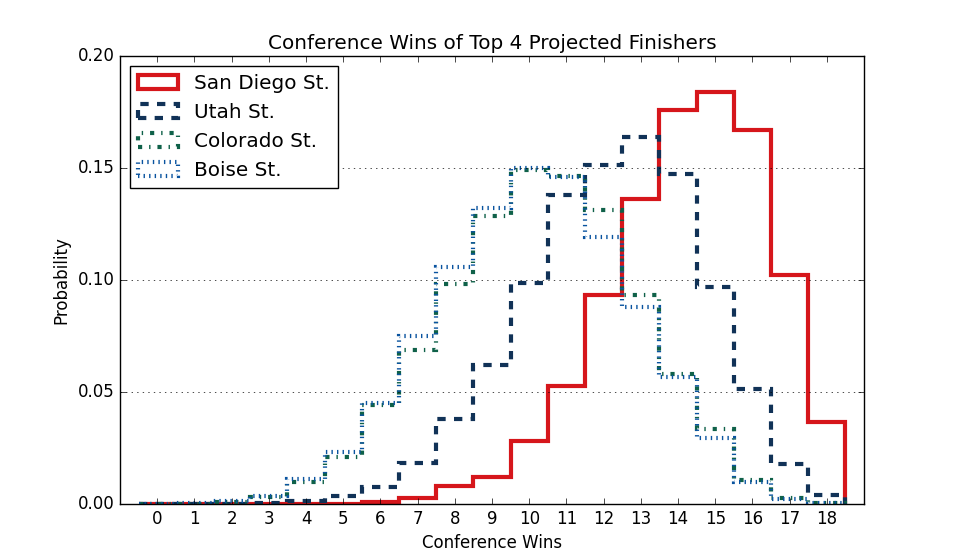 Conference Wins of Top 4 Projected Finishers
0.20
0.15
0.10
0.05
0.00
Probability
San Diego St.
Utah St.
Colorado St.
Boise St.
0 1 2 3 4 5 6 7 8 9 10 11 12 13 14 15 16 17 18
Conference Wins